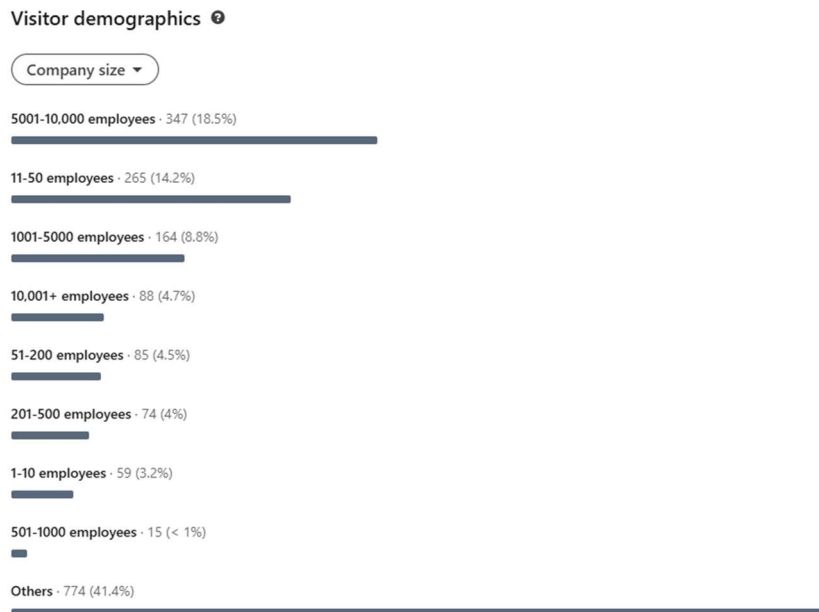 Visitor demographics ?
Company size
5001-10,000 employees · 347 (18.5%)
11-50 employees · 265 (14.2%)
1001-5000 employees · 164 (8.8%)
10,001+ employees · 88 (4.7%)
51-200 employees · 85 (4.5%)
201-500 employees · 74 (4%)
1-10 employees · 59 (3.2%)
501-1000 employees · 15 (< 1%)
Others · 774 (41.4%)